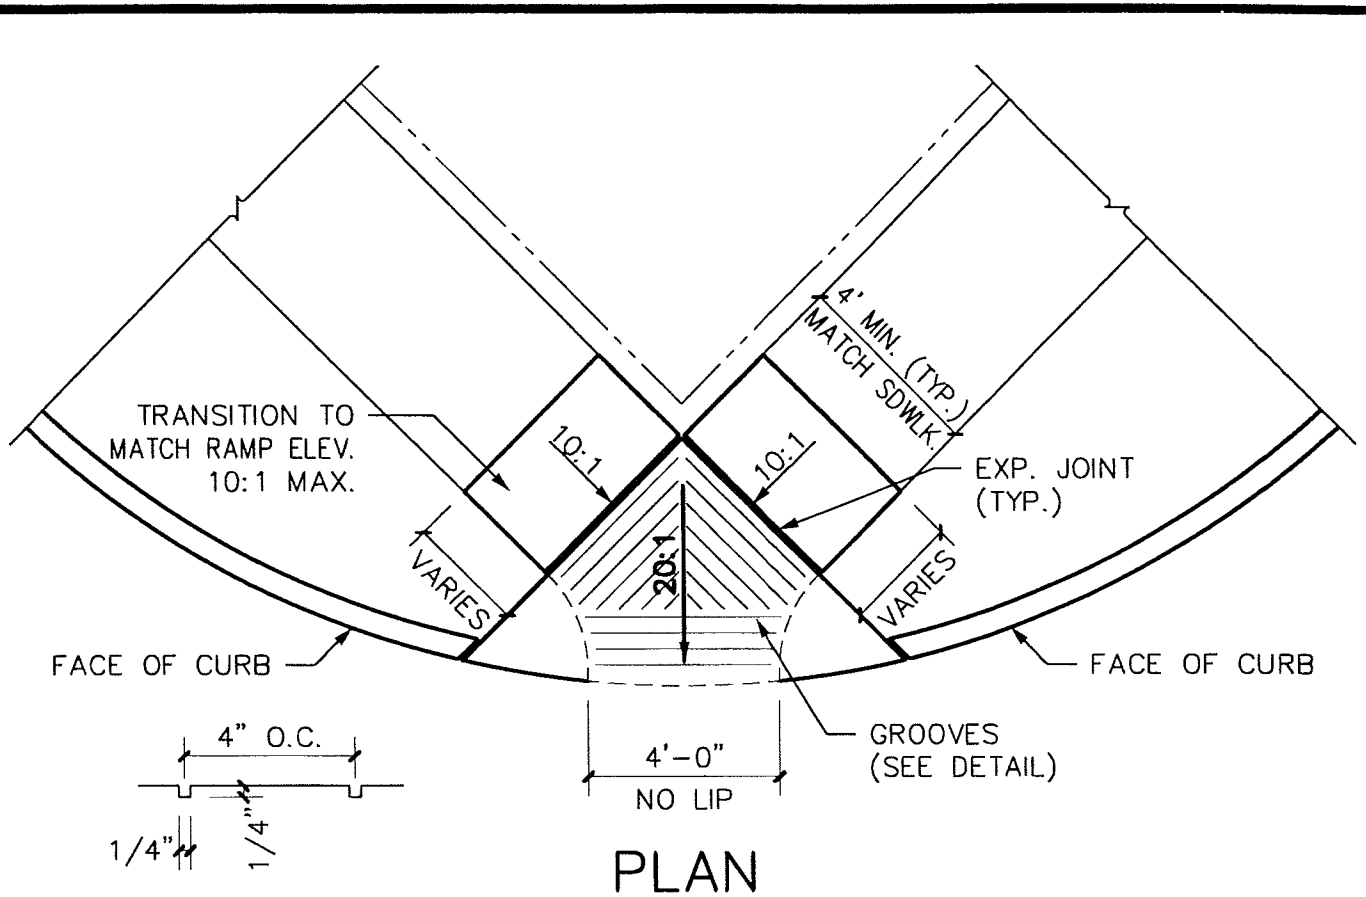 4' MIN. (TYP.)
MATCH SDWLK.
TRANSITION TO
MATCH RAMP ELEV.
10:1 MAX.
10:1
10:1
EXP. JOINT
(TYP.)
20:1
VARIES
VARIES
FACE OF CURB
FACE OF CURB
GROOVES
(SEE DETAIL)
4" O.C.
4'-0"
NO LIP
1/4"
1/4"
PLAN